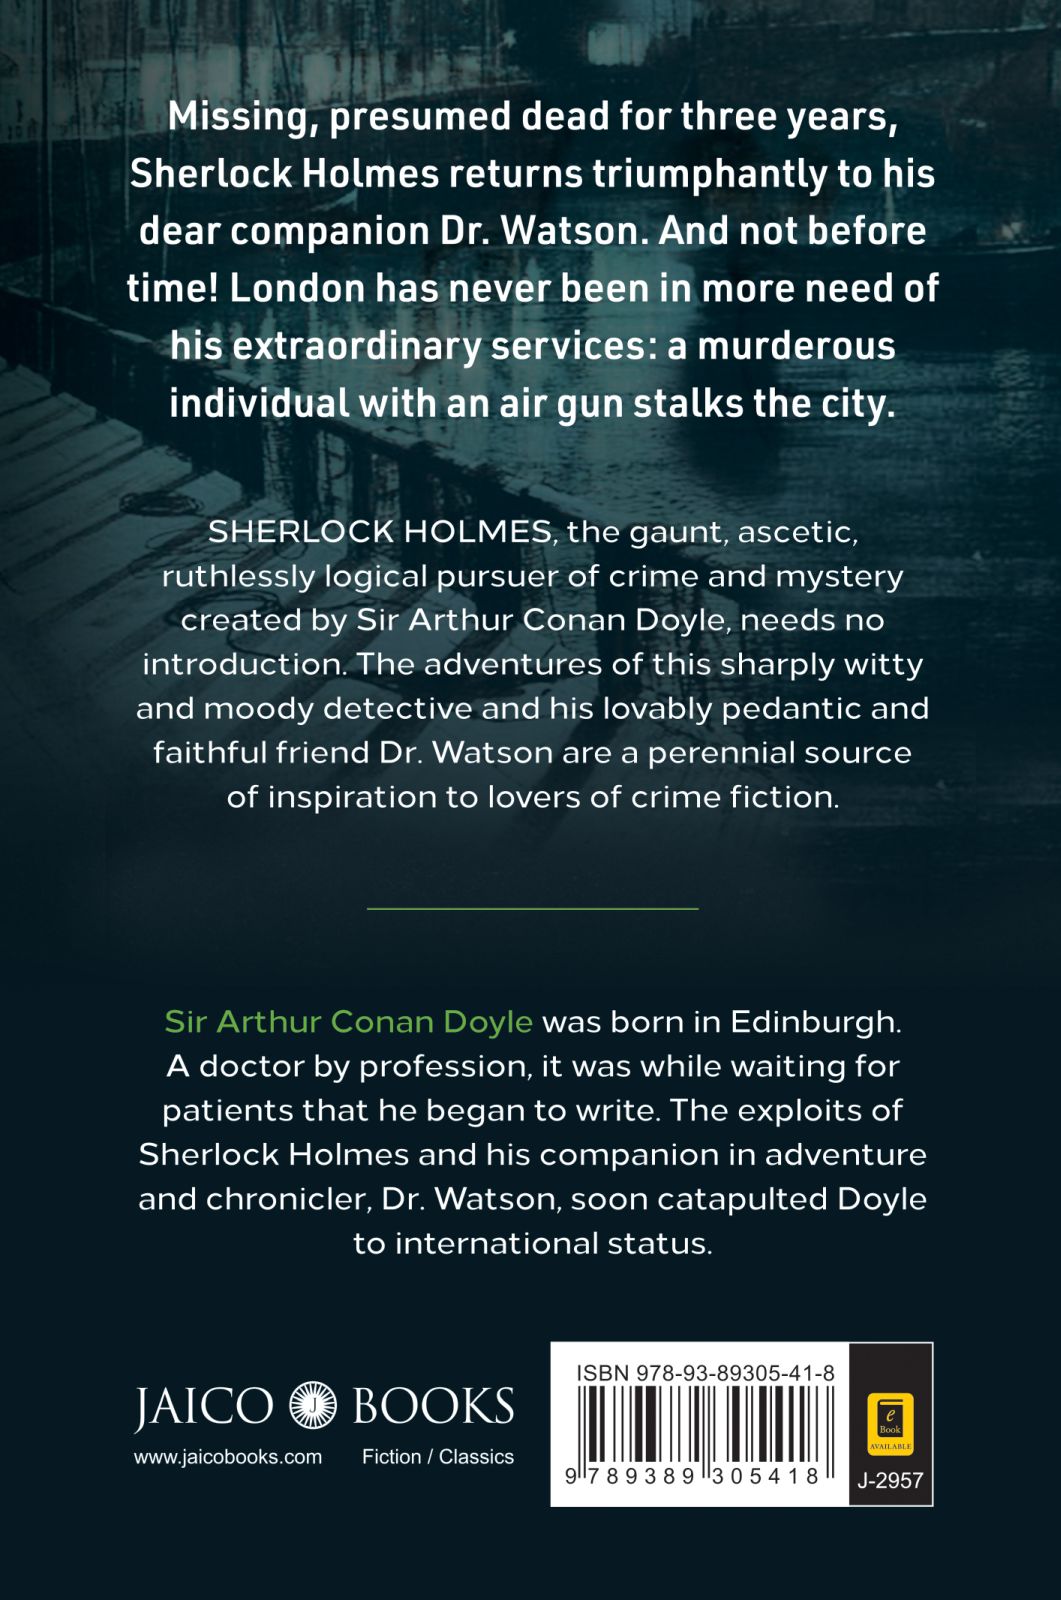 Missing, presumed dead for three years,
Sherlock Holmes returns triumphantly to his
dear companion Dr. Watson. And not before
time! London has never been in more need of
his extraordinary services: a murderous
individual with an air gun stalks the city.
SHERLOCK HOLMES, the gaunt, ascetic,
ruthlessly logical pursuer of crime and mystery
created by Sir Arthur Conan Doyle, needs no
introduction. The adventures of this sharply witty
and moody detective and his lovably pedantic and
faithful friend Dr. Watson are a perennial source
of inspiration to lovers of crime fiction.
Sir Arthur Conan Doyle was born in Edinburgh.
A doctor by profession, it was while waiting for
patients that he began to write. The exploits of
Sherlock Holmes and his companion in adventure
and chronicler, Dr. Watson, soon catapulted Doyle
to international status.
JAICO J BOOKS
www.jaicobooks.com Fiction / Classics
ISBN 978-93-89305-41-8
9 789389 305418
e
Book
AVAILABLE
J-2957